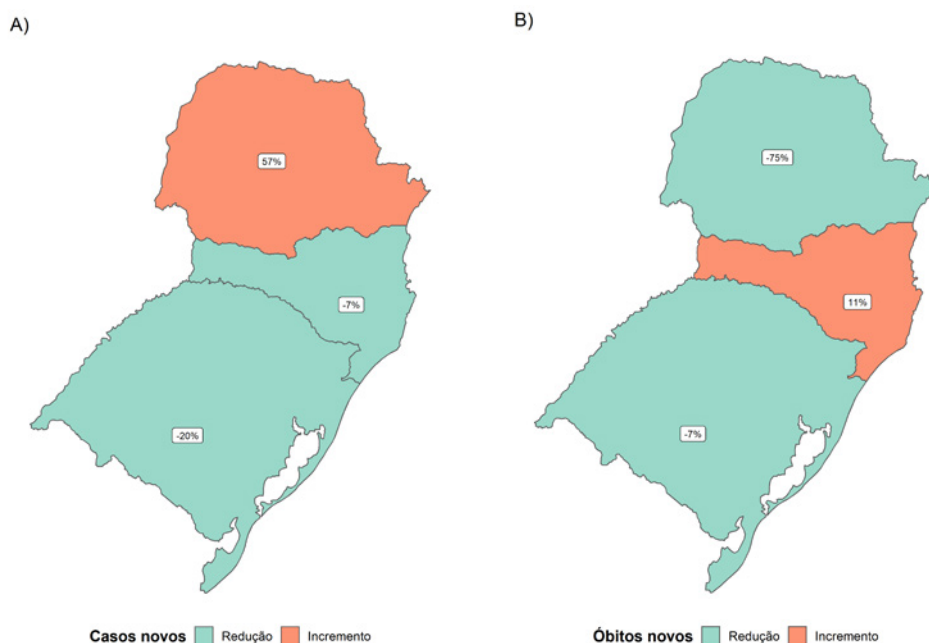 A)
57%
-7%
-20%
Casos novos Redução Incremento
B)
-75%
11%
-7%
Óbitos novos Redução Incremento